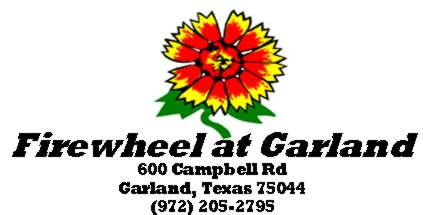 Firewheel at Garland
600 Campbell Rd
Garland, Texas 75044
(972) 205-2795